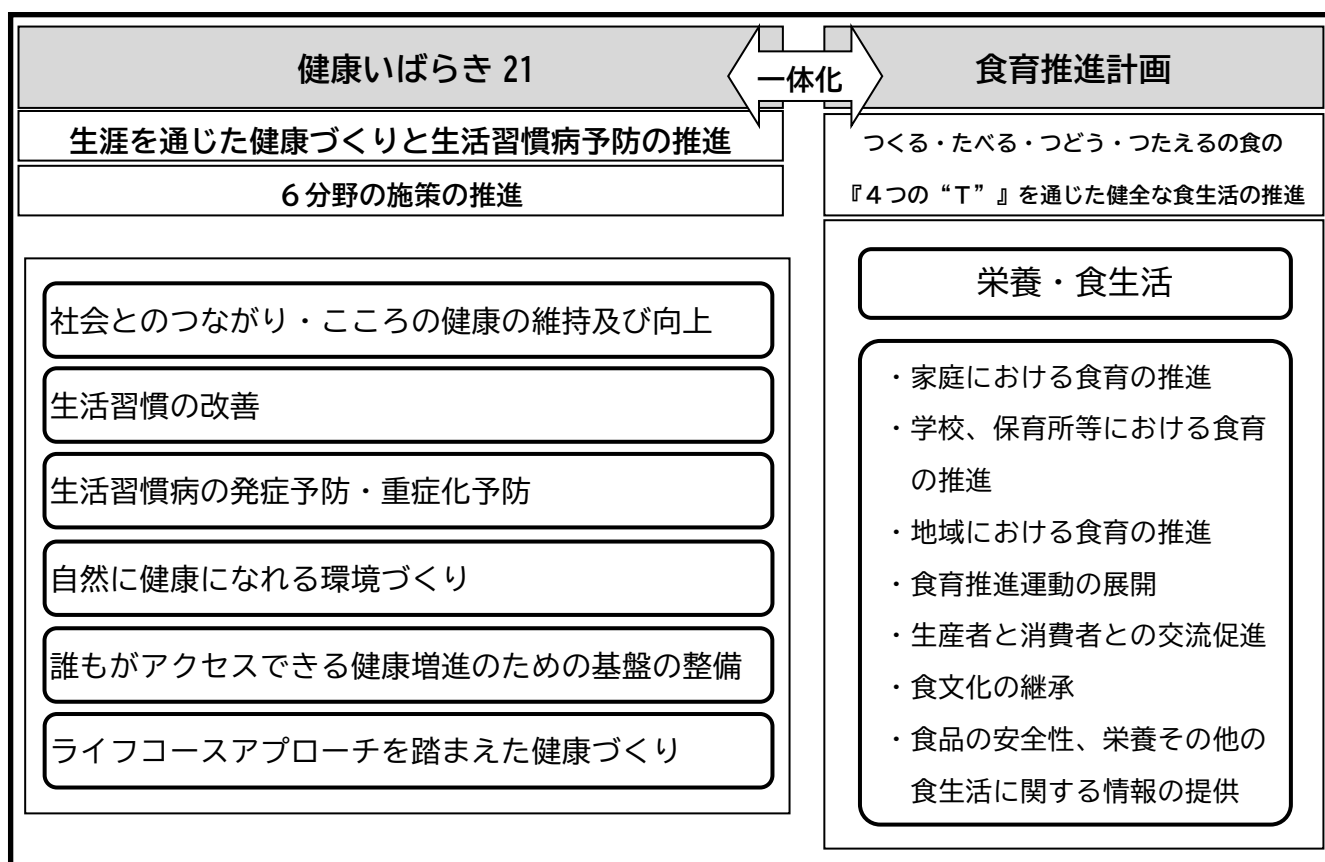 健康いばらき 21
一体化
食育推進計画
生涯を通じた健康づくりと生活習慣病予防の推進
6分野の施策の推進
社会とのつながり・こころの健康の維持及び向上
生活習慣の改善
生活習慣病の発症予防・重症化予防
自然に健康になれる環境づくり
誰もがアクセスできる健康増進のための基盤の整備
ライフコースアプローチを踏まえた健康づくり
つくる・たべる・つどう・つたえるの食の
『4つの“T”』を通じた健全な食生活の推進
栄養・食生活
・家庭における食育の推進
・学校、保育所等における食育
の推進
・地域における食育の推進
・食育推進運動の展開
・生産者と消費者との交流促進
・食文化の継承
・食品の安全性、栄養その他の
食生活に関する情報の提供